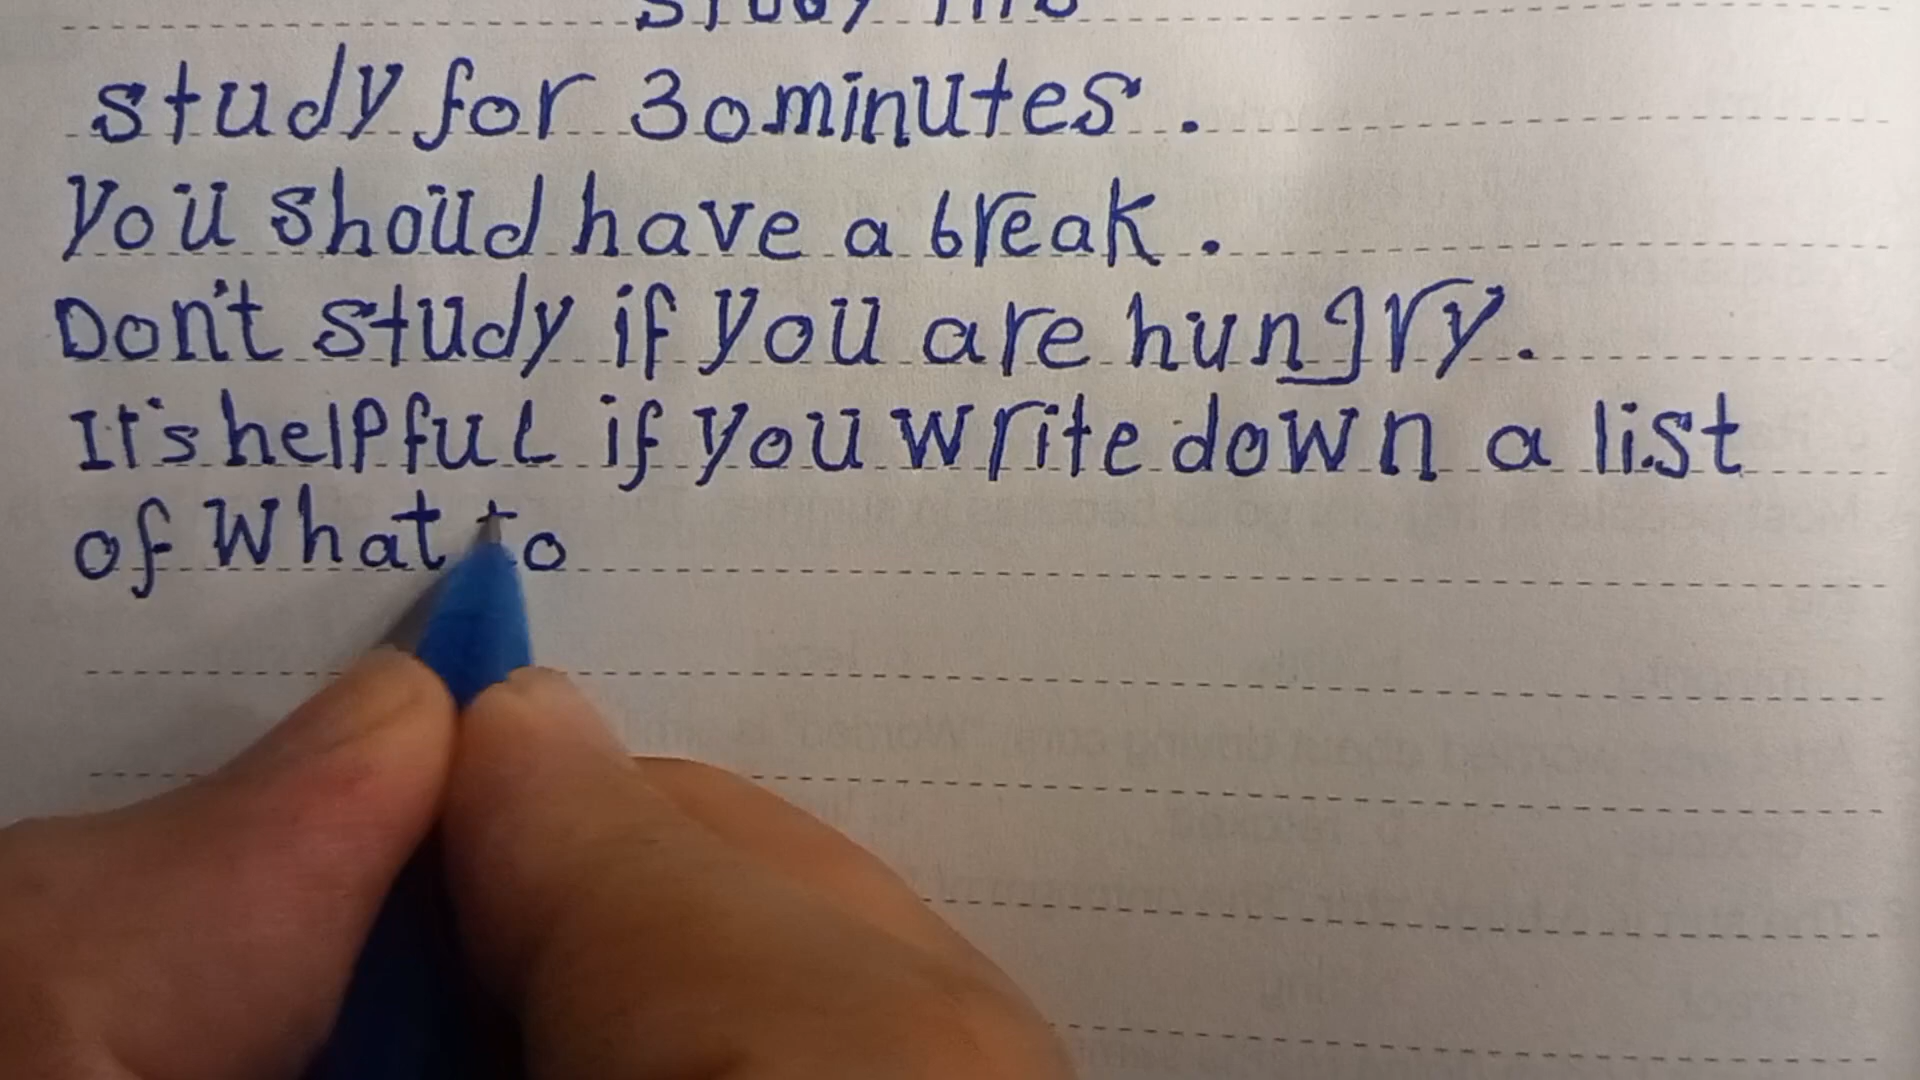 study for 30 minutes.
You shoud have a break.
Don't study if you are hungry.
It's helpful if you write down a list
of What to